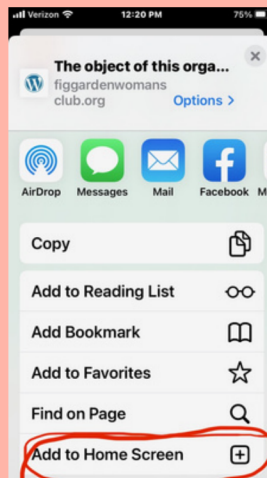 Verizon 12:20 PM 75%
The object of this orga...
figgardenwomans
club.org Options >
AirDrop Messages Mail Facebook M
Copy
Add to Reading List
Add Bookmark
Add to Favorites
Find on Page
Add to Home Screen